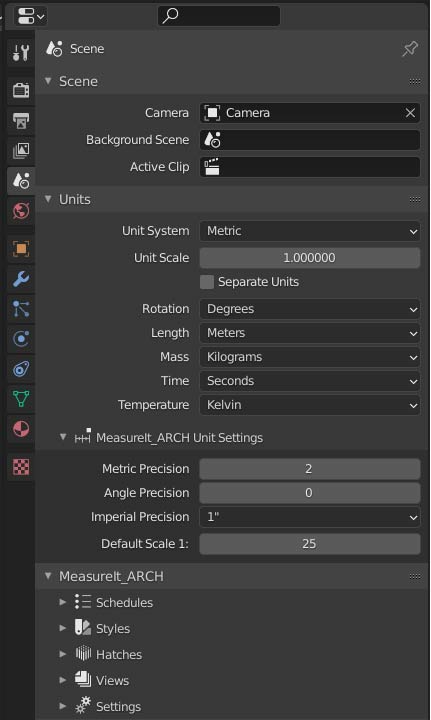 Scene
Scene
Camera Camera
Background Scene
Active Clip
Units
Unit System Metric
Unit Scale 1.000000
Separate Units
Rotation Degrees
Length Meters
Mass Kilograms
Time Seconds
Temperature Kelvin
MeasureIt_ARCH Unit Settings
Metric Precision 2
Angle Precision 0
Imperial Precision 1"
Default Scale 1: 25
MeasureIt_ARCH
Schedules
Styles
Hatches
Views
Settings